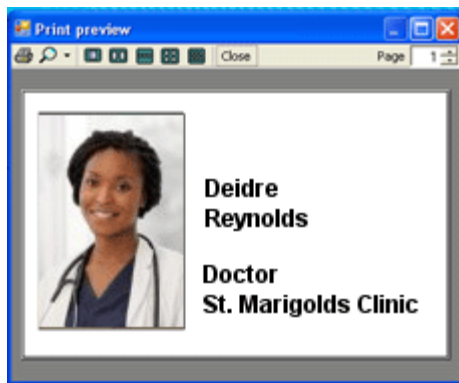 Print preview
Close
Page 1
Deidre
Reynolds
Doctor
St. Marigolds Clinic